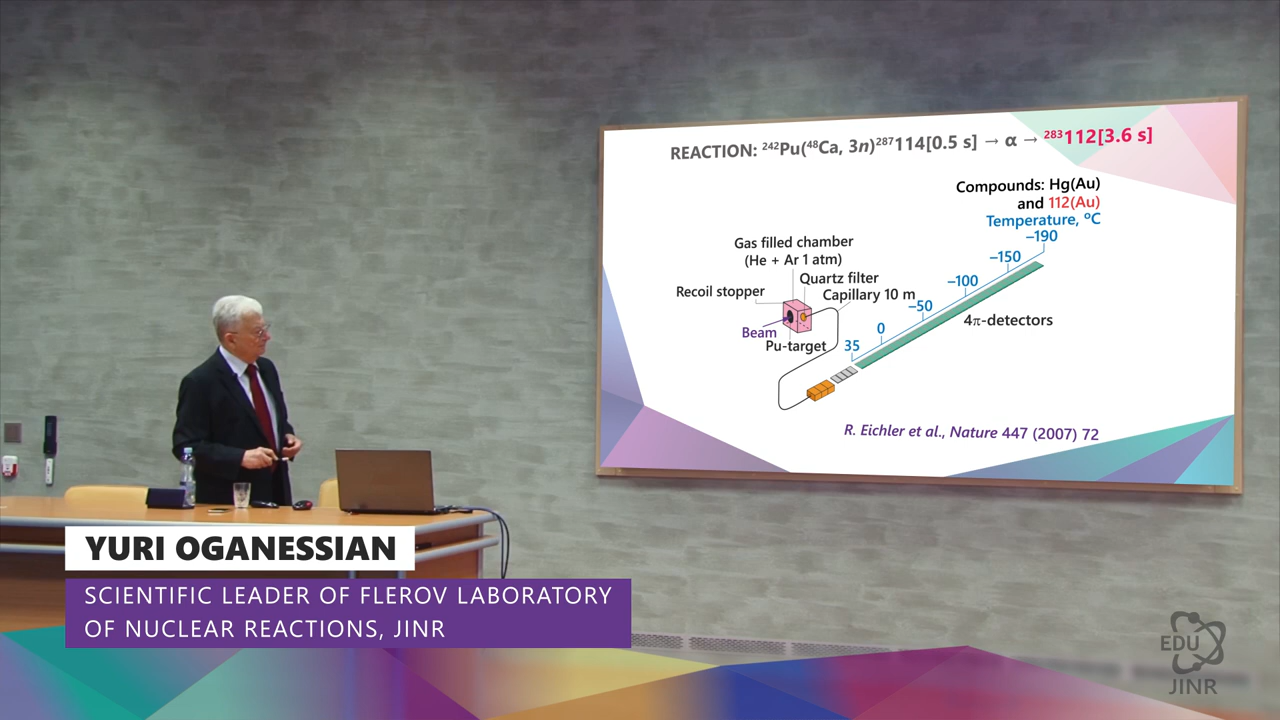 REACTION: ²⁴²Pu(⁴⁸Ca, 3n)²⁸⁷114[0.5 s] → α → ²⁸³112[3.6 s]
Compounds: Hg(Au)
and 112(Au)
Temperature, ºC
–190
–150
–100
–50
0
35
Gas filled chamber
(He + Ar 1 atm)
Quartz filter
Recoil stopper
Capillary 10 m
Beam
Pu-target
4π-detectors
R. Eichler et al., Nature 447 (2007) 72
YURI OGANESSIAN
SCIENTIFIC LEADER OF FLEROV LABORATORY
OF NUCLEAR REACTIONS, JINR
EDU
JINR